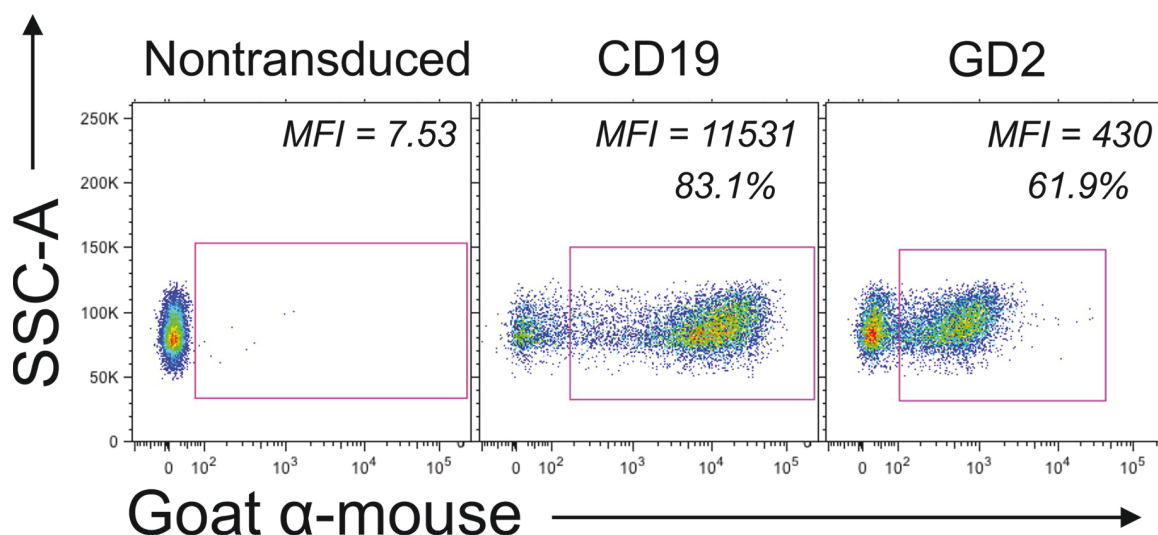 Nontransduced CD19 GD2
SSC-A
250K
200K
150K
100K
50K
0
MFI = 7.53
MFI = 11531
83.1%
MFI = 430
61.9%
0 10² 10³ 10⁴ 10⁵
0 10² 10³ 10⁴ 10⁵
0 10² 10³ 10⁴ 10⁵
Goat α-mouse